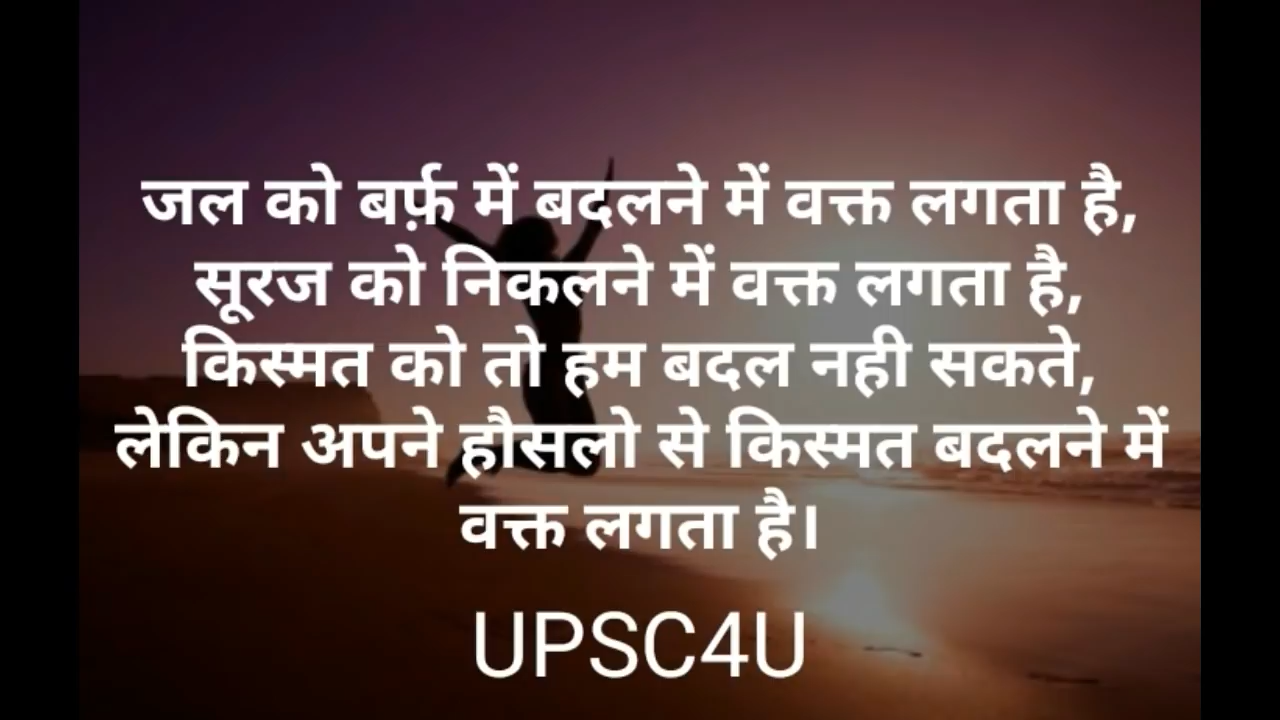 जल को बर्फ़ में बदलने में वक्त लगता है,
सूरज को निकलने में वक्त लगता है,
किस्मत को तो हम बदल नही सकते,
लेकिन अपने हौसलो से किस्मत बदलने में
वक्त लगता है।
UPSC4U